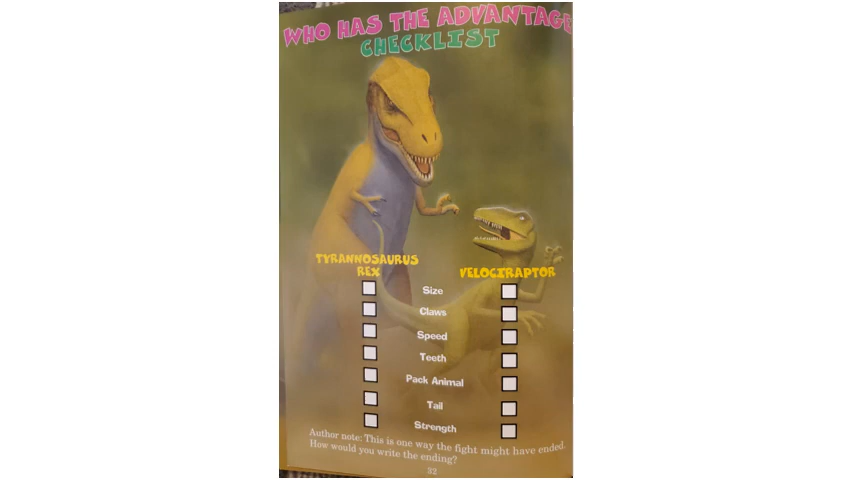 WHO HAS THE ADVANTAGE
CHECKLIST
TYRANNOSAURUS
REX
VELOCIRAPTOR
Size
Claws
Speed
Teeth
Pack Animal
Tail
Strength
Author note: This is one way the fight might have ended.
How would you write the ending?
32